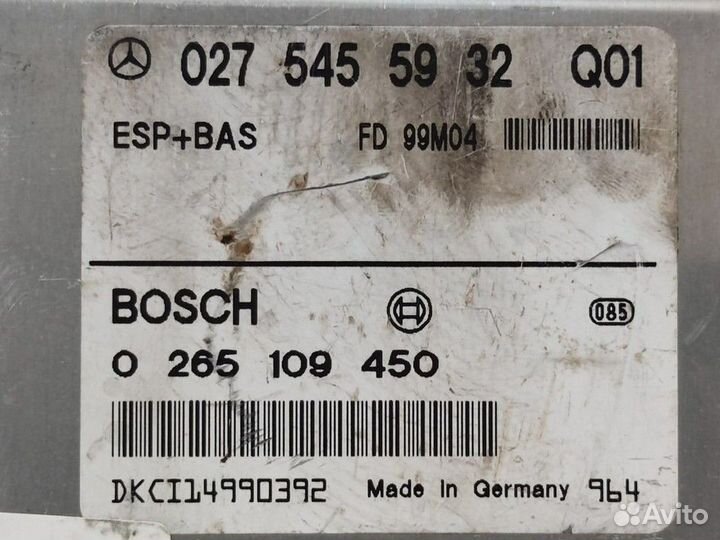 027 545 59 32 Q01
ESP+BAS FD 99M04
BOSCH 085
0 265 109 450
DKCI14990392 Made in Germany 964
Avito